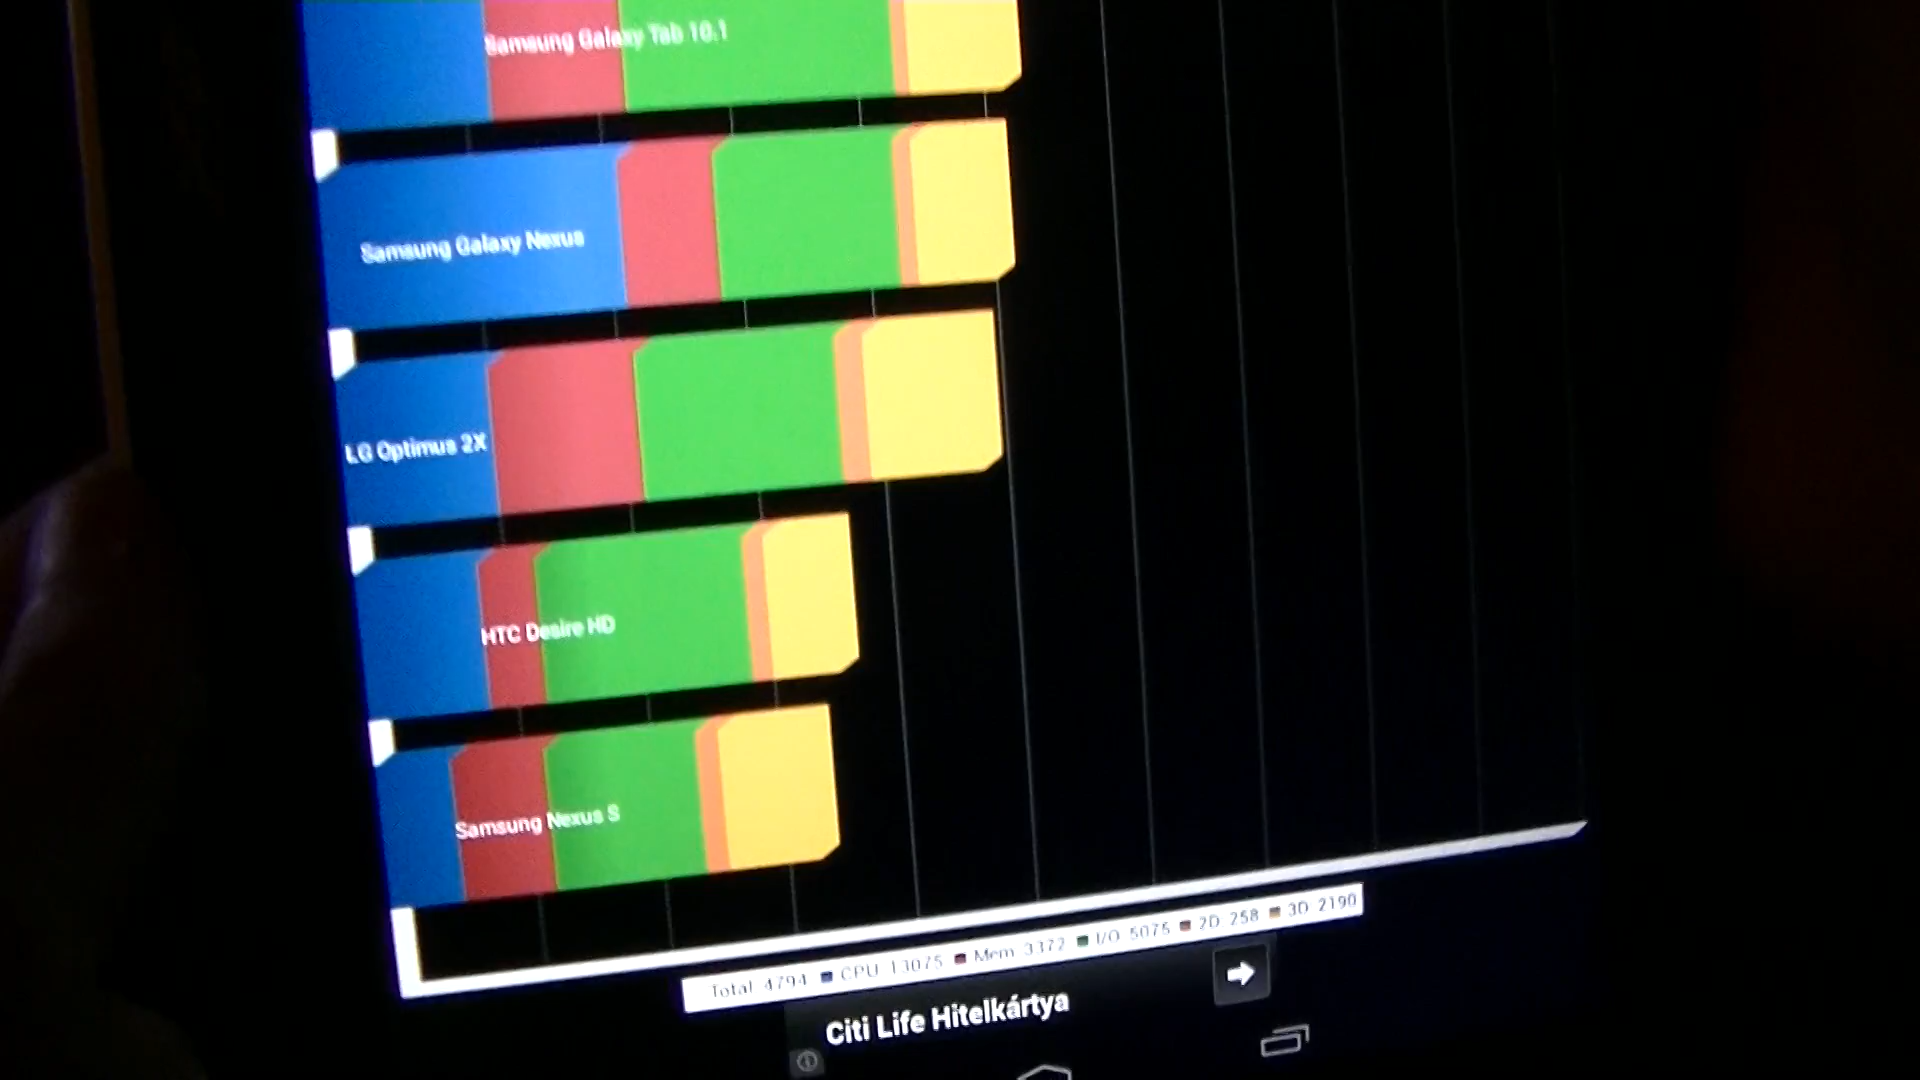 Samsung Galaxy Tab 10.1
Samsung Galaxy Nexus
LG Optimus 2X
HTC Desire HD
Samsung Nexus S
Total: 4794 CPU: 13075 Mem: 3372 I/O: 5075 2D: 258 3D: 2190
Citi Life Hitelkártya